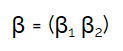 β = (β₁ β₂)